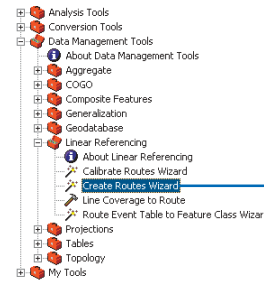 Analysis Tools
Conversion Tools
Data Management Tools
About Data Management Tools
Aggregate
COGO
Composite Features
Generalization
Geodatabase
Linear Referencing
About Linear Referencing
Calibrate Routes Wizard
Create Routes Wizard
Line Coverage to Route
Route Event Table to Feature Class Wizar
Projections
Tables
Topology
My Tools